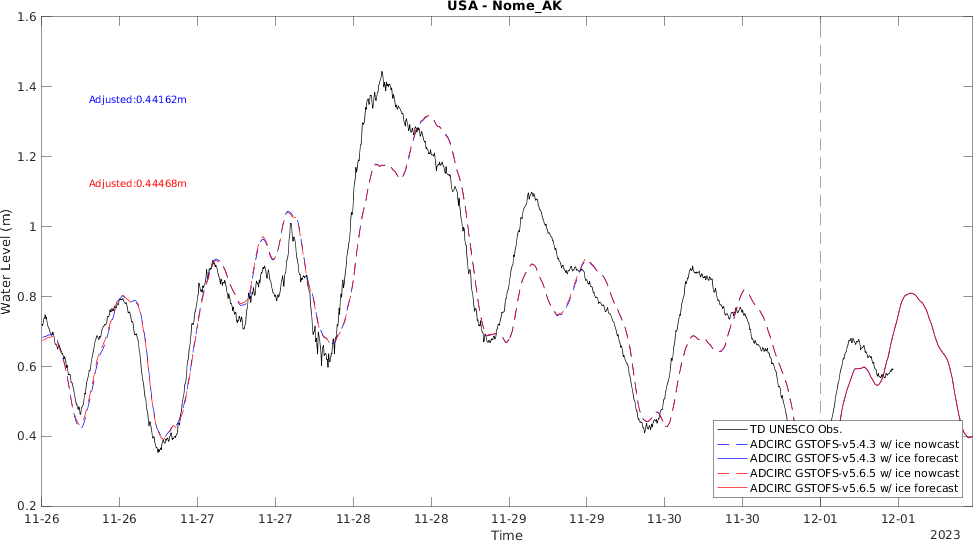 USA - Nome_AK
1.6
1.4
1.2
1
0.8
0.6
0.4
0.2
Water Level (m)
Adjusted:0.44162m
Adjusted:0.44468m
TD UNESCO Obs.
ADCIRC GSTOFS-v5.4.3 w/ ice nowcast
ADCIRC GSTOFS-v5.4.3 w/ ice forecast
ADCIRC GSTOFS-v5.6.5 w/ ice nowcast
ADCIRC GSTOFS-v5.6.5 w/ ice forecast
11-26 11-26 11-27 11-27 11-28 11-28 11-29 11-29 11-30 11-30 12-01 12-01
Time
2023